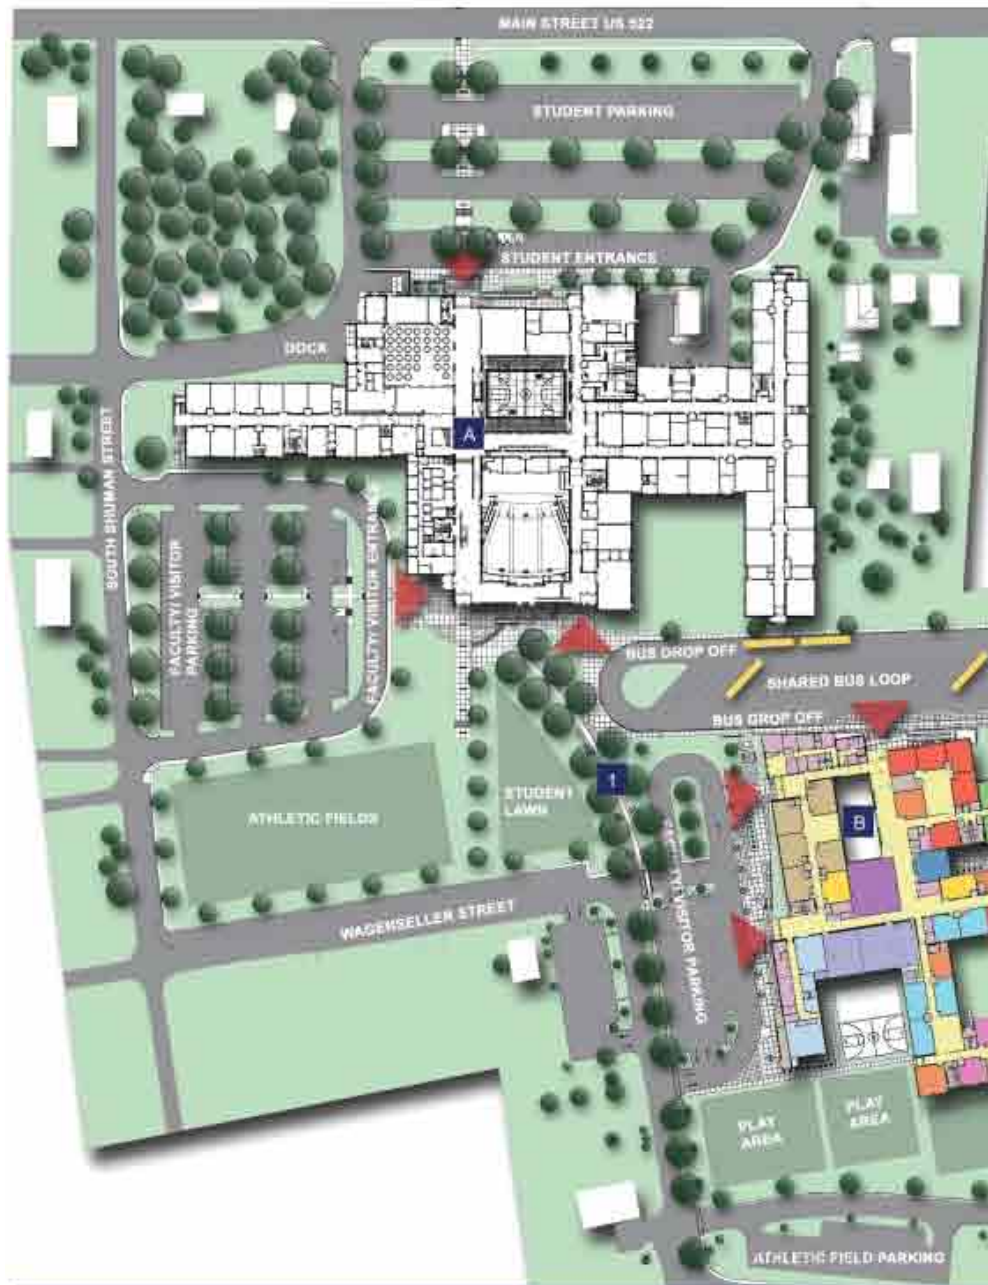 MAIN STREET US 522
STUDENT PARKING
STUDENT ENTRANCE
DOCK
A
SOUTH SHUMAN STREET
FACULTY/ VISITOR
PARKING
FACULTY/ VISITOR ENTRANCE
BUS DROP OFF
SHARED BUS LOOP
BUS DROP OFF
1
STUDENT
LAWN
ATHLETIC FIELDS
B
WAGENSELLER STREET
VISITOR PARKING
PLAY
AREA
PLAY
AREA
ATHLETIC FIELD PARKING